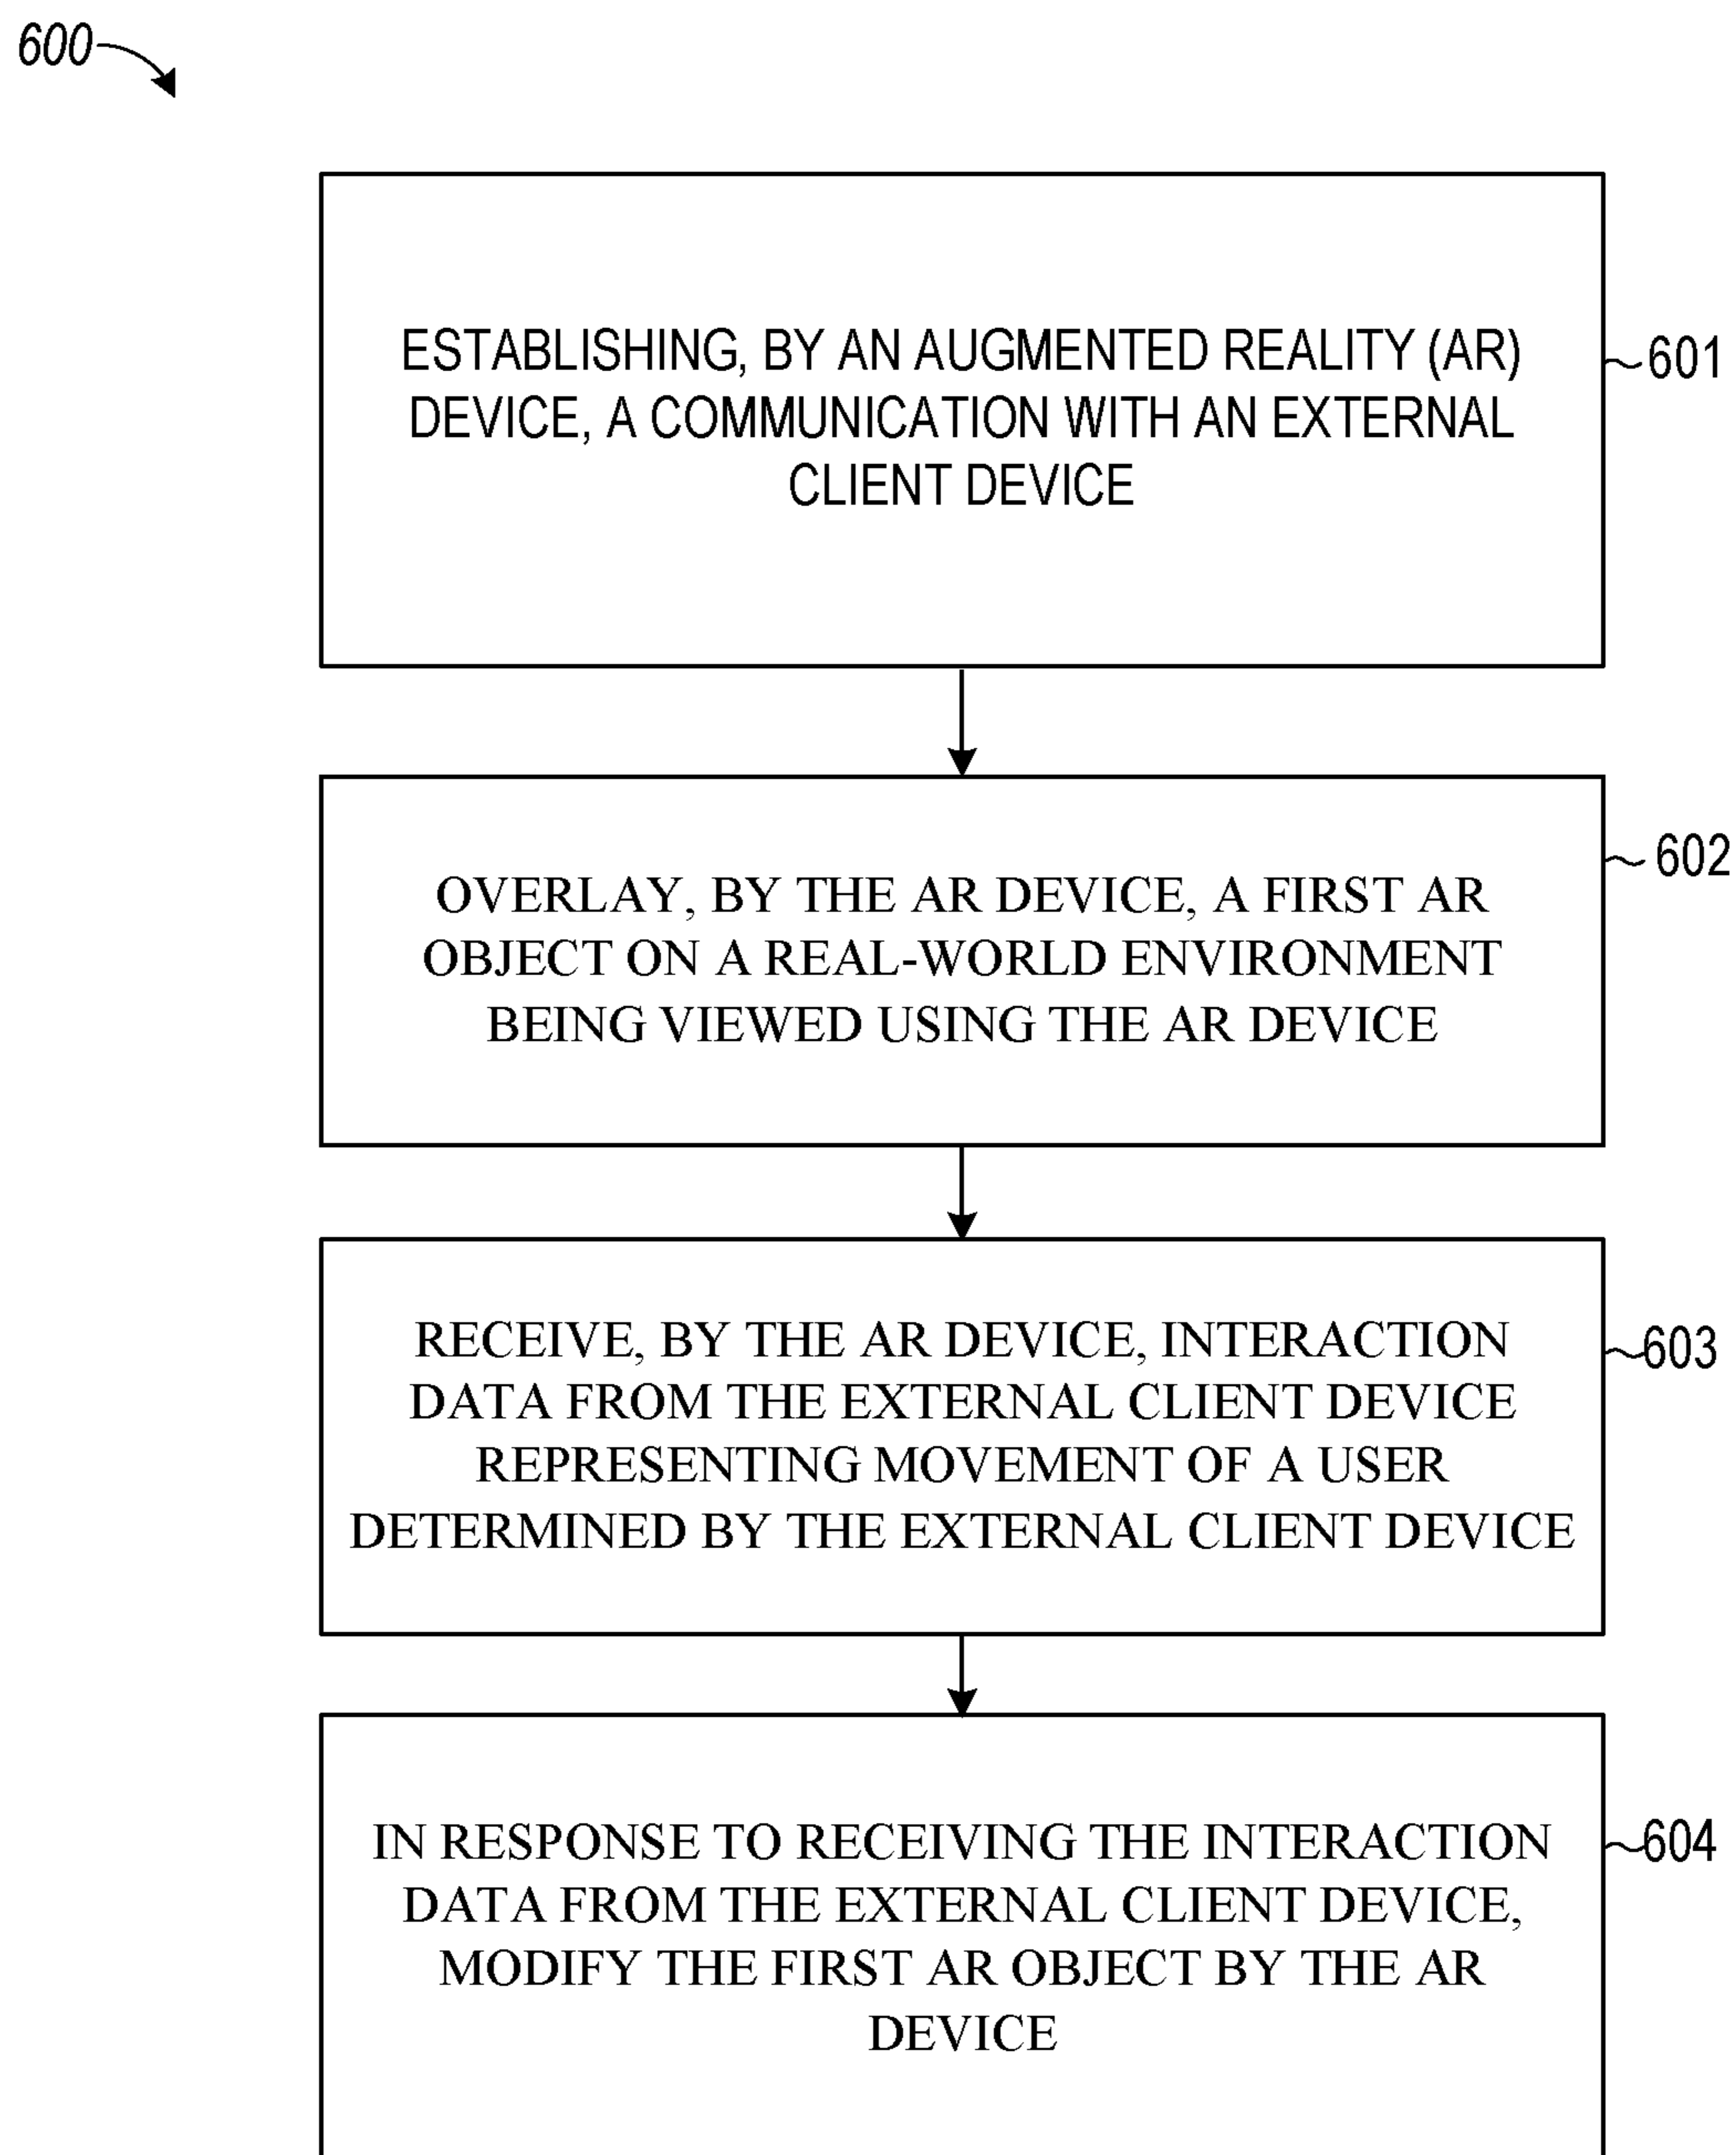 600
ESTABLISHING, BY AN AUGMENTED REALITY (AR)
DEVICE, A COMMUNICATION WITH AN EXTERNAL
CLIENT DEVICE
601
OVERLAY, BY THE AR DEVICE, A FIRST AR
OBJECT ON A REAL-WORLD ENVIRONMENT
BEING VIEWED USING THE AR DEVICE
602
RECEIVE, BY THE AR DEVICE, INTERACTION
DATA FROM THE EXTERNAL CLIENT DEVICE
REPRESENTING MOVEMENT OF A USER
DETERMINED BY THE EXTERNAL CLIENT DEVICE
603
IN RESPONSE TO RECEIVING THE INTERACTION
DATA FROM THE EXTERNAL CLIENT DEVICE,
MODIFY THE FIRST AR OBJECT BY THE AR
DEVICE
604